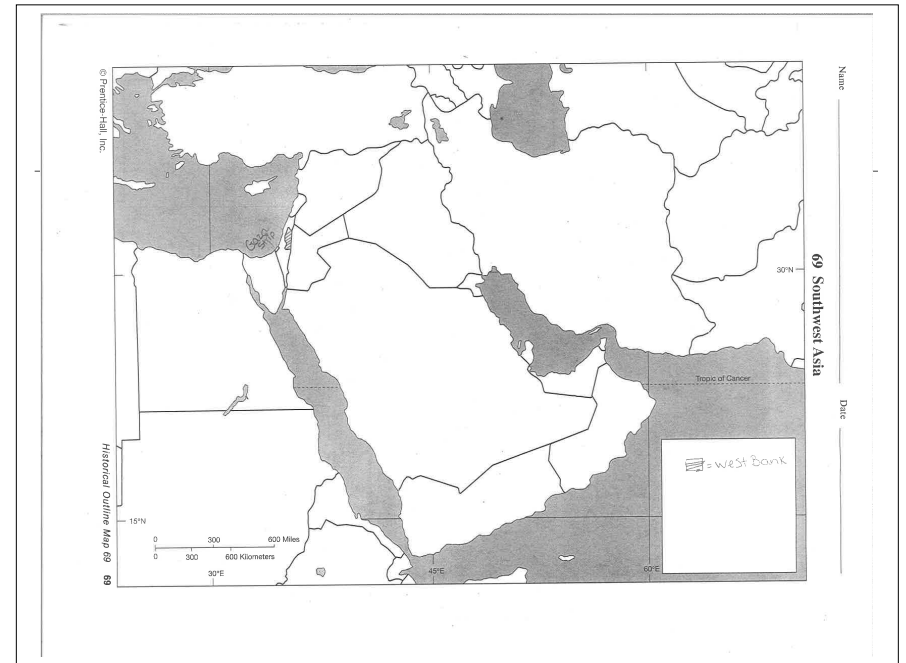 Name
Date
69 Southwest Asia
30°N
Tropic of Cancer
= West Bank
Gaza
Strip
15°N
0 300 600 Miles
0 300 600 Kilometers
30°E
45°E
60°E
© Prentice-Hall, Inc.
Historical Outline Map 69 69